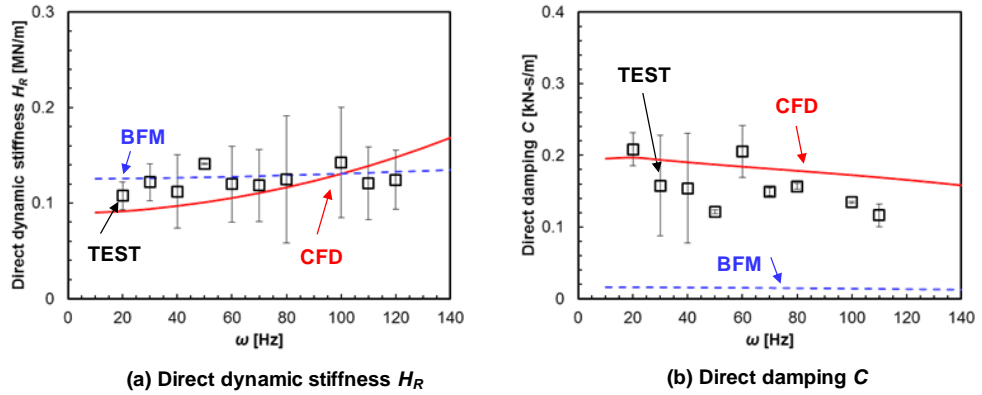 Direct dynamic stiffness H_R [MN/m]
0.3
0.2
0.1
0
0 20 40 60 80 100 120 140
ω [Hz]
BFM
TEST
CFD
(a) Direct dynamic stiffness H_R
Direct damping C [kN-s/m]
0.4
0.3
0.2
0.1
0
0 20 40 60 80 100 120 140
ω [Hz]
TEST
CFD
BFM
(b) Direct damping C